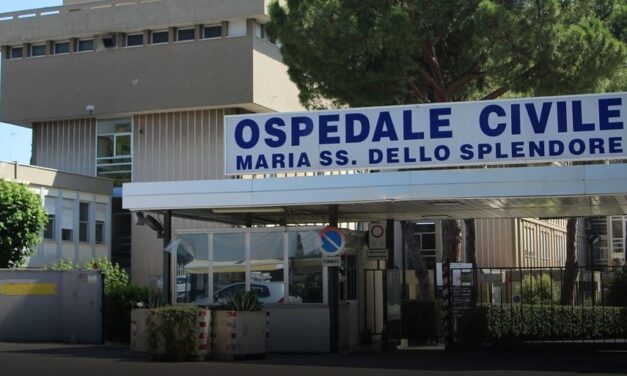 OSPEDALE CIVILE
MARIA SS. DELLO SPLENDORE